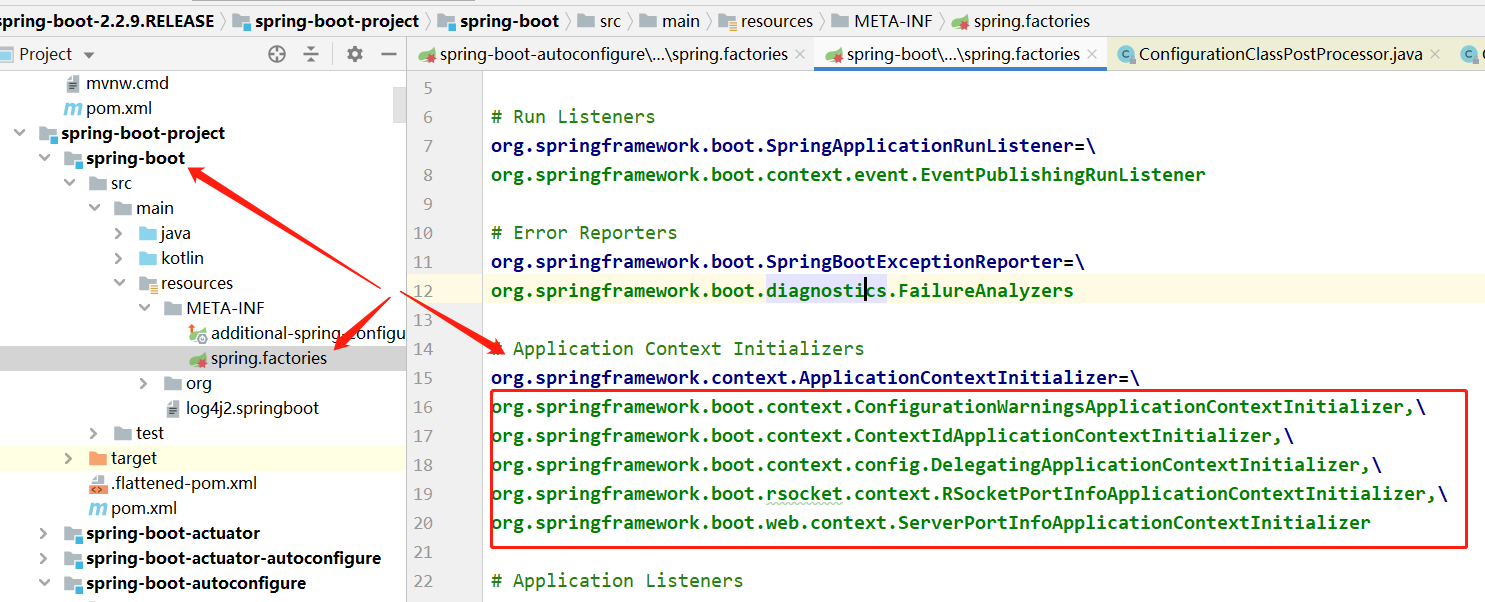 spring-boot-2.2.9.RELEASE spring-boot-project spring-boot src main resources META-INF spring.factories
Project
spring-boot-autoconfigure\...\spring.factories spring-boot\...\spring.factories ConfigurationClassPostProcessor.java
mvnw.cmd
pom.xml
spring-boot-project
spring-boot
src
main
java
kotlin
resources
META-INF
additional-spring-configu
spring.factories
org
log4j2.springboot
test
target
.flattened-pom.xml
pom.xml
spring-boot-actuator
spring-boot-actuator-autoconfigure
spring-boot-autoconfigure
5
6 # Run Listeners
7 org.springframework.boot.SpringApplicationRunListener=\
8 org.springframework.boot.context.event.EventPublishingRunListener
9
10 # Error Reporters
11 org.springframework.boot.SpringBootExceptionReporter=\
12 org.springframework.boot.diagnostics.FailureAnalyzers
13
14 # Application Context Initializers
15 org.springframework.context.ApplicationContextInitializer=\
16 org.springframework.boot.context.ConfigurationWarningsApplicationContextInitializer,\
17 org.springframework.boot.context.ContextIdApplicationContextInitializer,\
18 org.springframework.boot.context.config.DelegatingApplicationContextInitializer,\
19 org.springframework.boot.rsocket.context.RSocketPortInfoApplicationContextInitializer,\
20 org.springframework.boot.web.context.ServerPortInfoApplicationContextInitializer
21
22 # Application Listeners